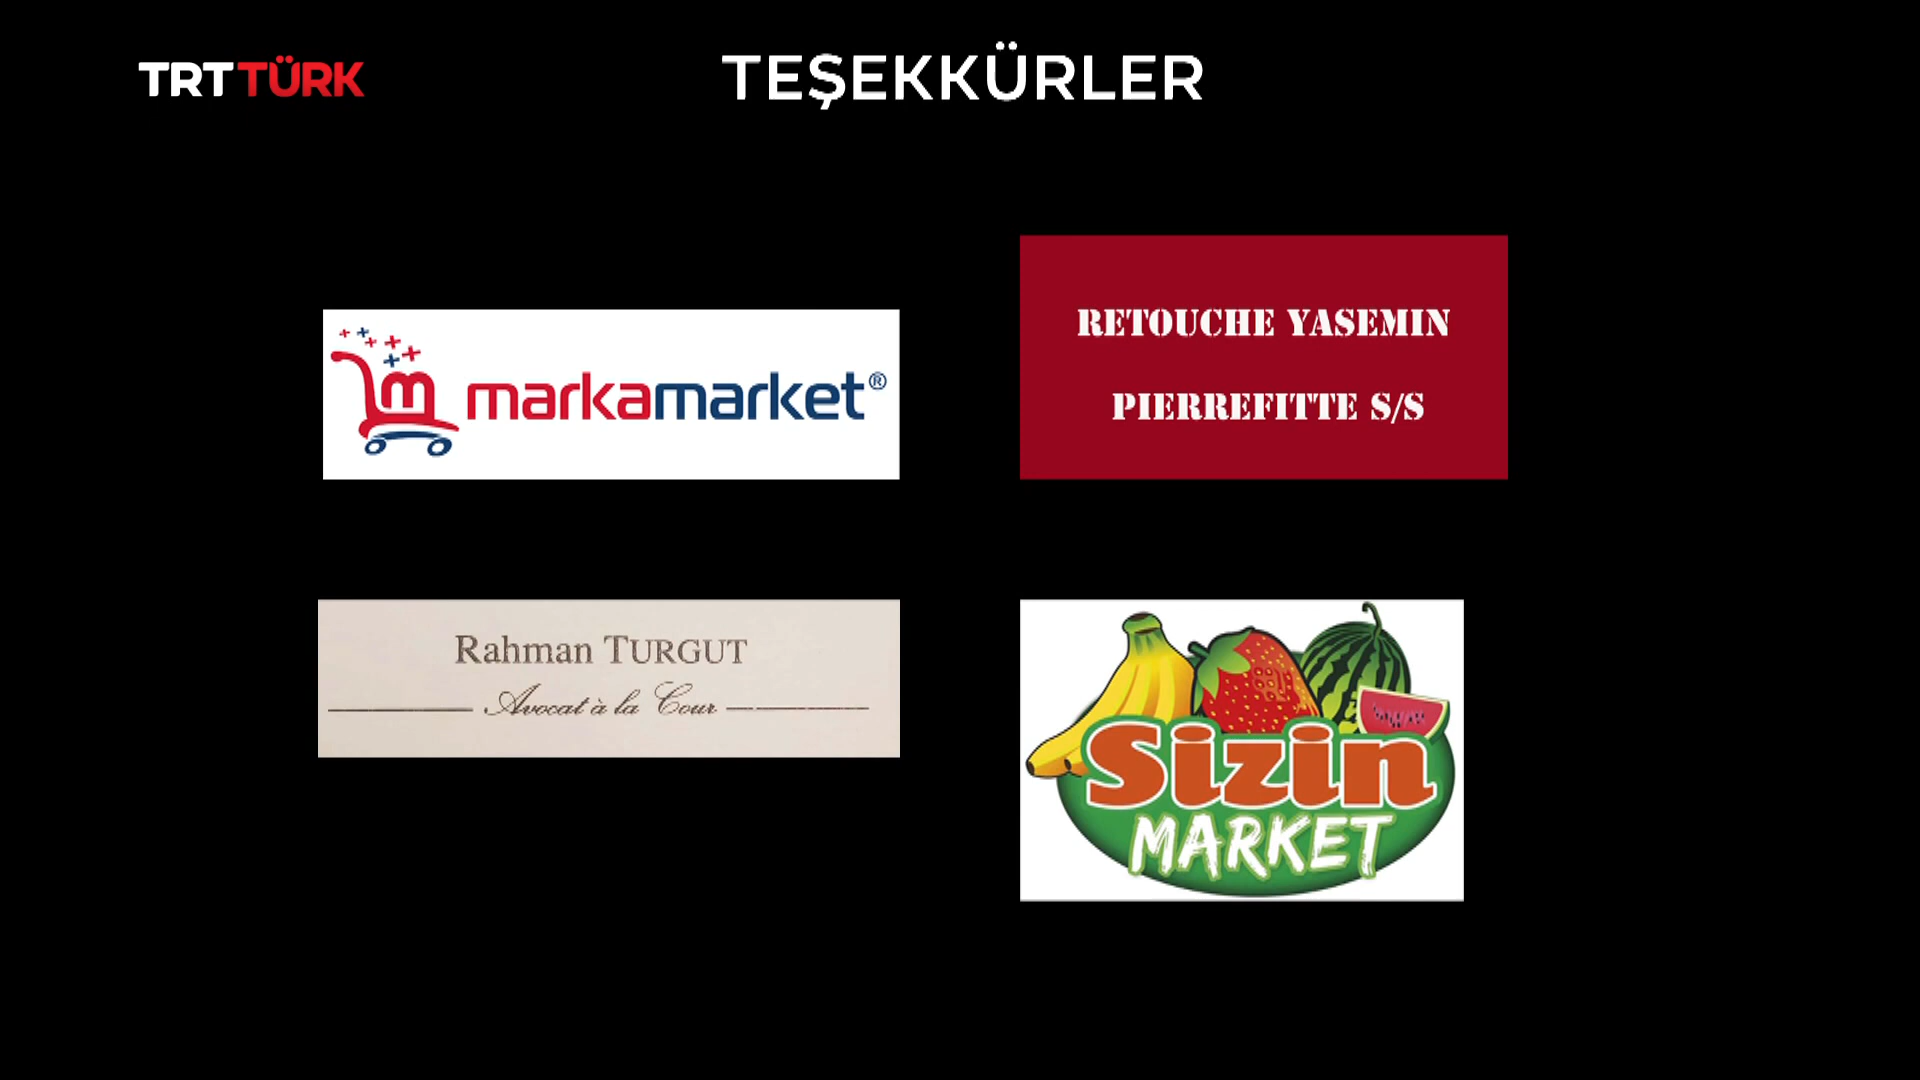 TRT TÜRK
TEŞEKKÜRLER
markamarket®
RETOUCHE YASEMIN
PIERREFITTE S/S
Rahman TURGUT
Avocat à la Cour
Sizin
MARKET